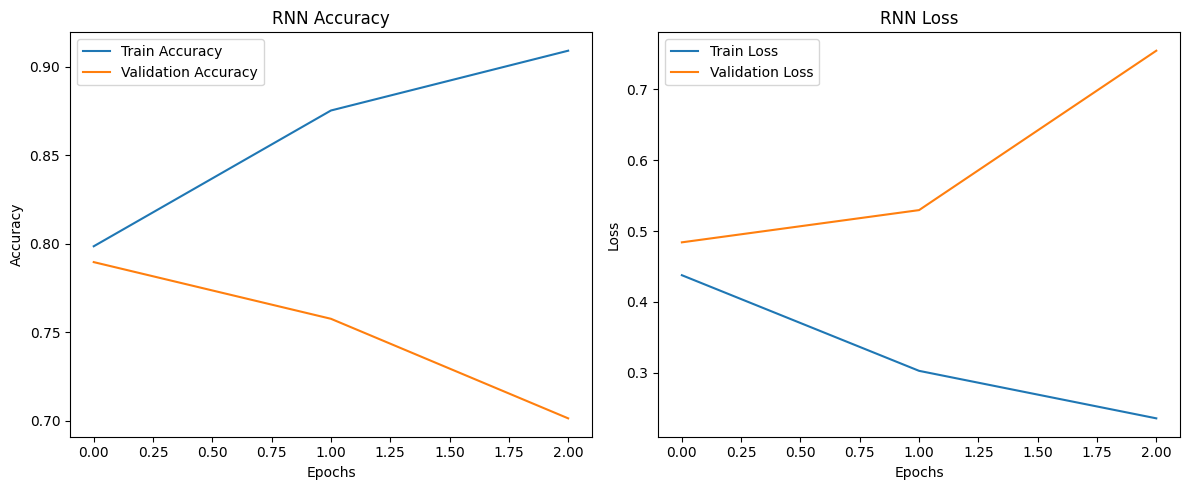 RNN Accuracy
Train Accuracy
Validation Accuracy
Accuracy
0.90
0.85
0.80
0.75
0.70
0.00 0.25 0.50 0.75 1.00 1.25 1.50 1.75 2.00
Epochs
RNN Loss
Train Loss
Validation Loss
Loss
0.7
0.6
0.5
0.4
0.3
0.00 0.25 0.50 0.75 1.00 1.25 1.50 1.75 2.00
Epochs